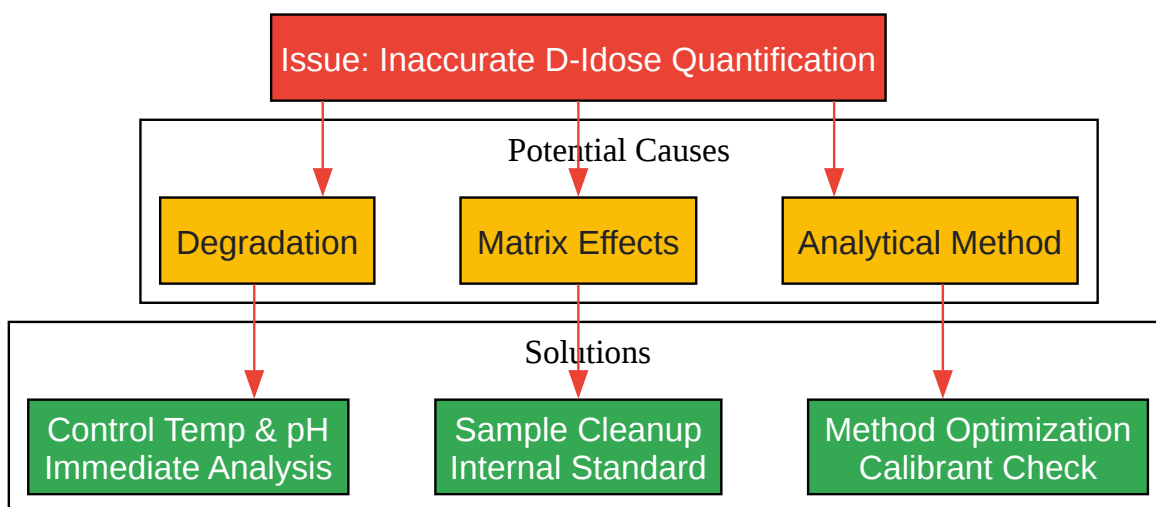 Issue: Inaccurate D-Idose Quantification
Potential Causes
Degradation
Matrix Effects
Analytical Method
Solutions
Control Temp & pH
Immediate Analysis
Sample Cleanup
Internal Standard
Method Optimization
Calibrant Check